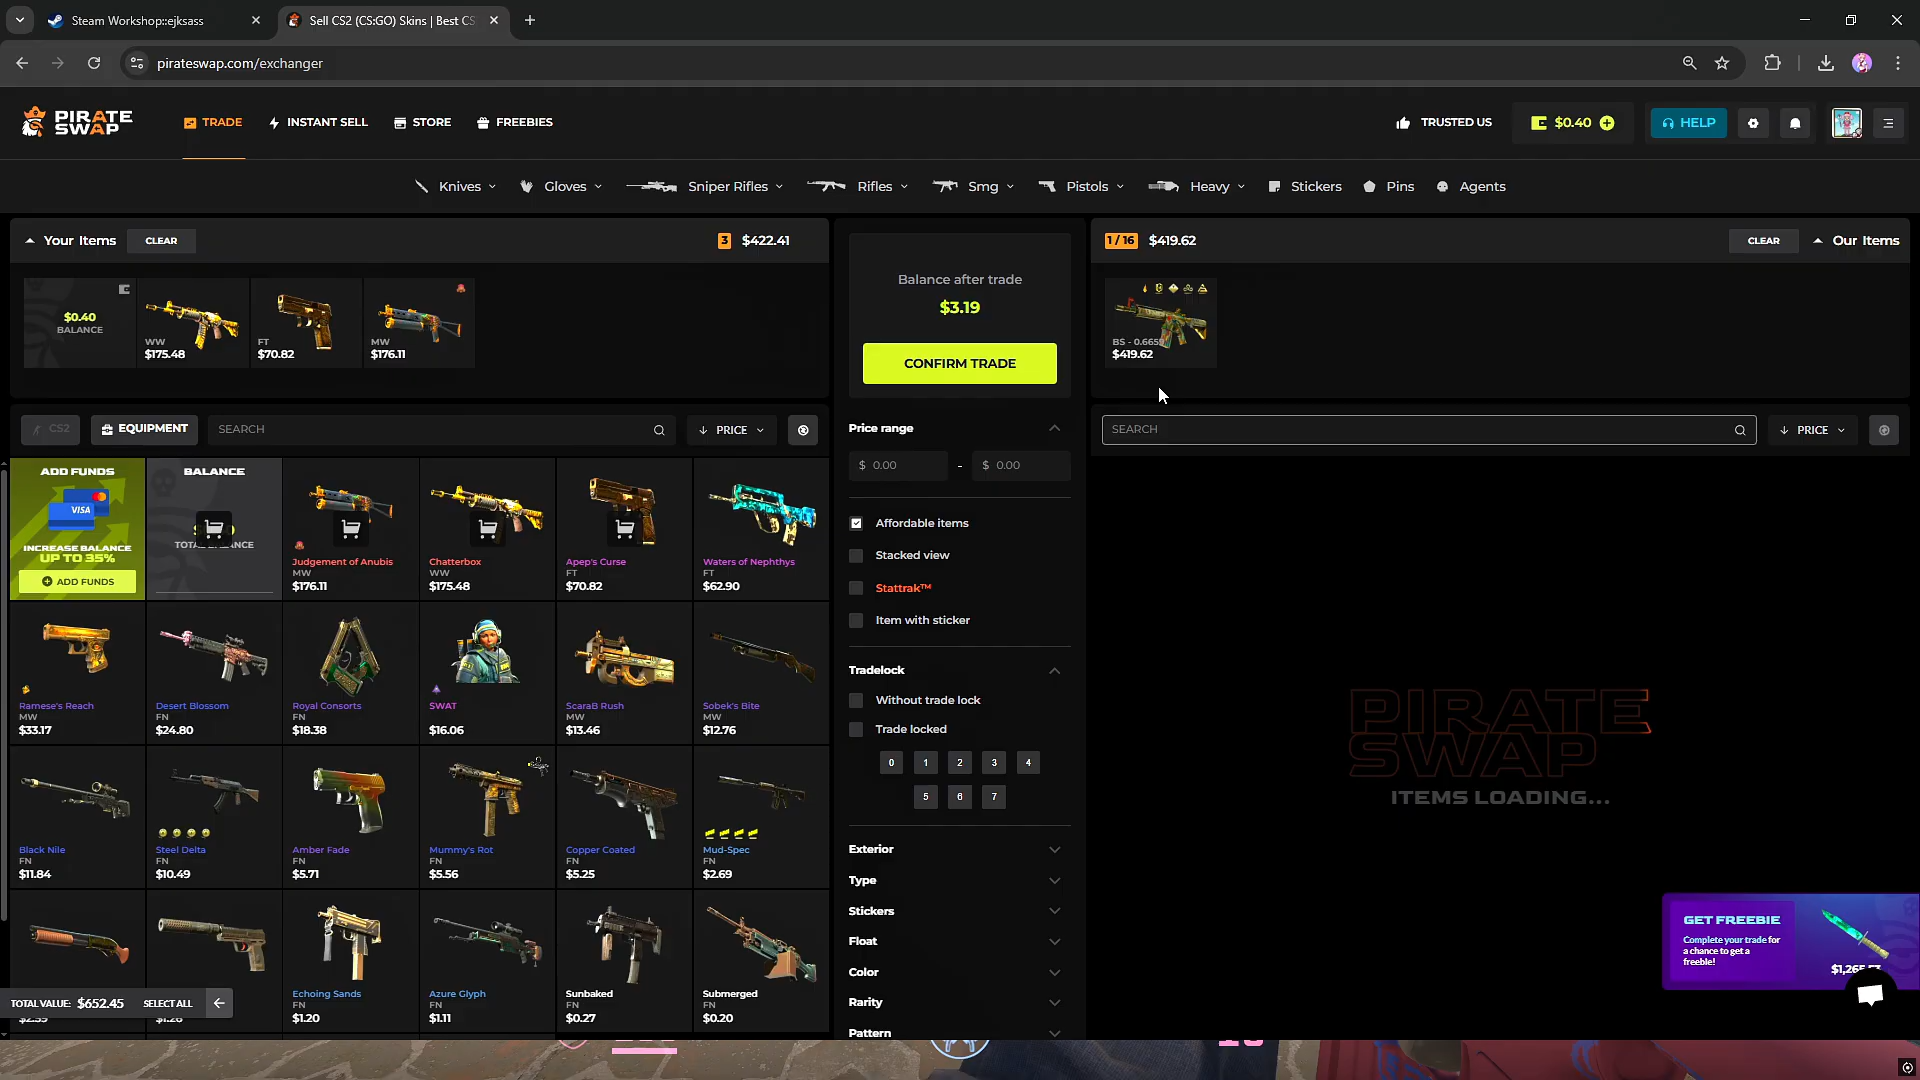 Steam Workshop::ejksass
Sell CS2 (CS:GO) Skins | Best CS
pirateswap.com/exchanger
PIRATE
SWAP
TRADE
INSTANT SELL
STORE
FREEBIES
TRUSTED US
$0.40
HELP
Knives
Gloves
Sniper Rifles
Rifles
Smg
Pistols
Heavy
Stickers
Pins
Agents
Your Items
CLEAR
3
$422.41
$0.40
BALANCE
WW
$175.48
FT
$70.82
MW
$176.11
Balance after trade
$3.19
CONFIRM TRADE
1 / 16
$419.62
CLEAR
Our Items
BS - 0.665
$419.62
CS2
EQUIPMENT
SEARCH
PRICE
ADD FUNDS
VISA
INCREASE BALANCE
UP TO 35%
ADD FUNDS
BALANCE
Judgement of Anubis
MW
$176.11
Chatterbox
WW
$175.48
Apep's Curse
FT
$70.82
Waters of Nephthys
FT
$62.90
Ramese's Reach
MW
$33.17
Desert Blossom
FN
$24.80
Royal Consorts
FN
$18.38
SWAT
$16.06
ScaraB Rush
MW
$13.46
Sobek's Bite
MW
$12.76
Black Nile
FN
$11.84
Steel Delta
FN
$10.49
Amber Fade
FN
$5.71
Mummy's Rot
FN
$5.56
Copper Coated
FN
$5.25
Mud-Spec
FN
$2.69
Echoing Sands
FN
$1.20
Azure Glyph
FN
$1.11
Sunbaked
FN
$0.27
Submerged
FN
$0.20
TOTAL VALUE: $652.45
SELECT ALL
Price range
$ 0.00
-
$ 0.00
Affordable items
Stacked view
Stattrak™
Item with sticker
Tradelock
Without trade lock
Trade locked
0
1
2
3
4
5
6
7
Exterior
Type
Stickers
Float
Color
Rarity
Pattern
SEARCH
PRICE
PIRATE
SWAP
ITEMS LOADING...
GET FREEBIE
Complete your trade for
a chance to get a
freebie!